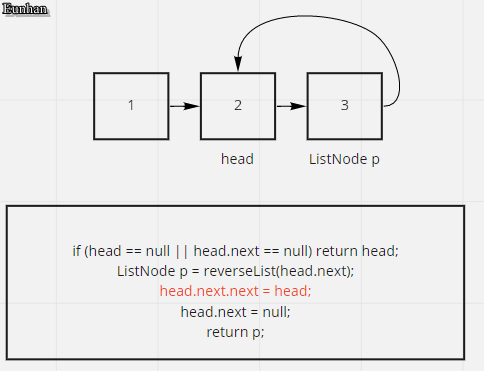 Eunhan
1
2
3
head
ListNode p
if (head == null || head.next == null) return head;
ListNode p = reverseList(head.next);
head.next.next = head;
head.next = null;
return p;